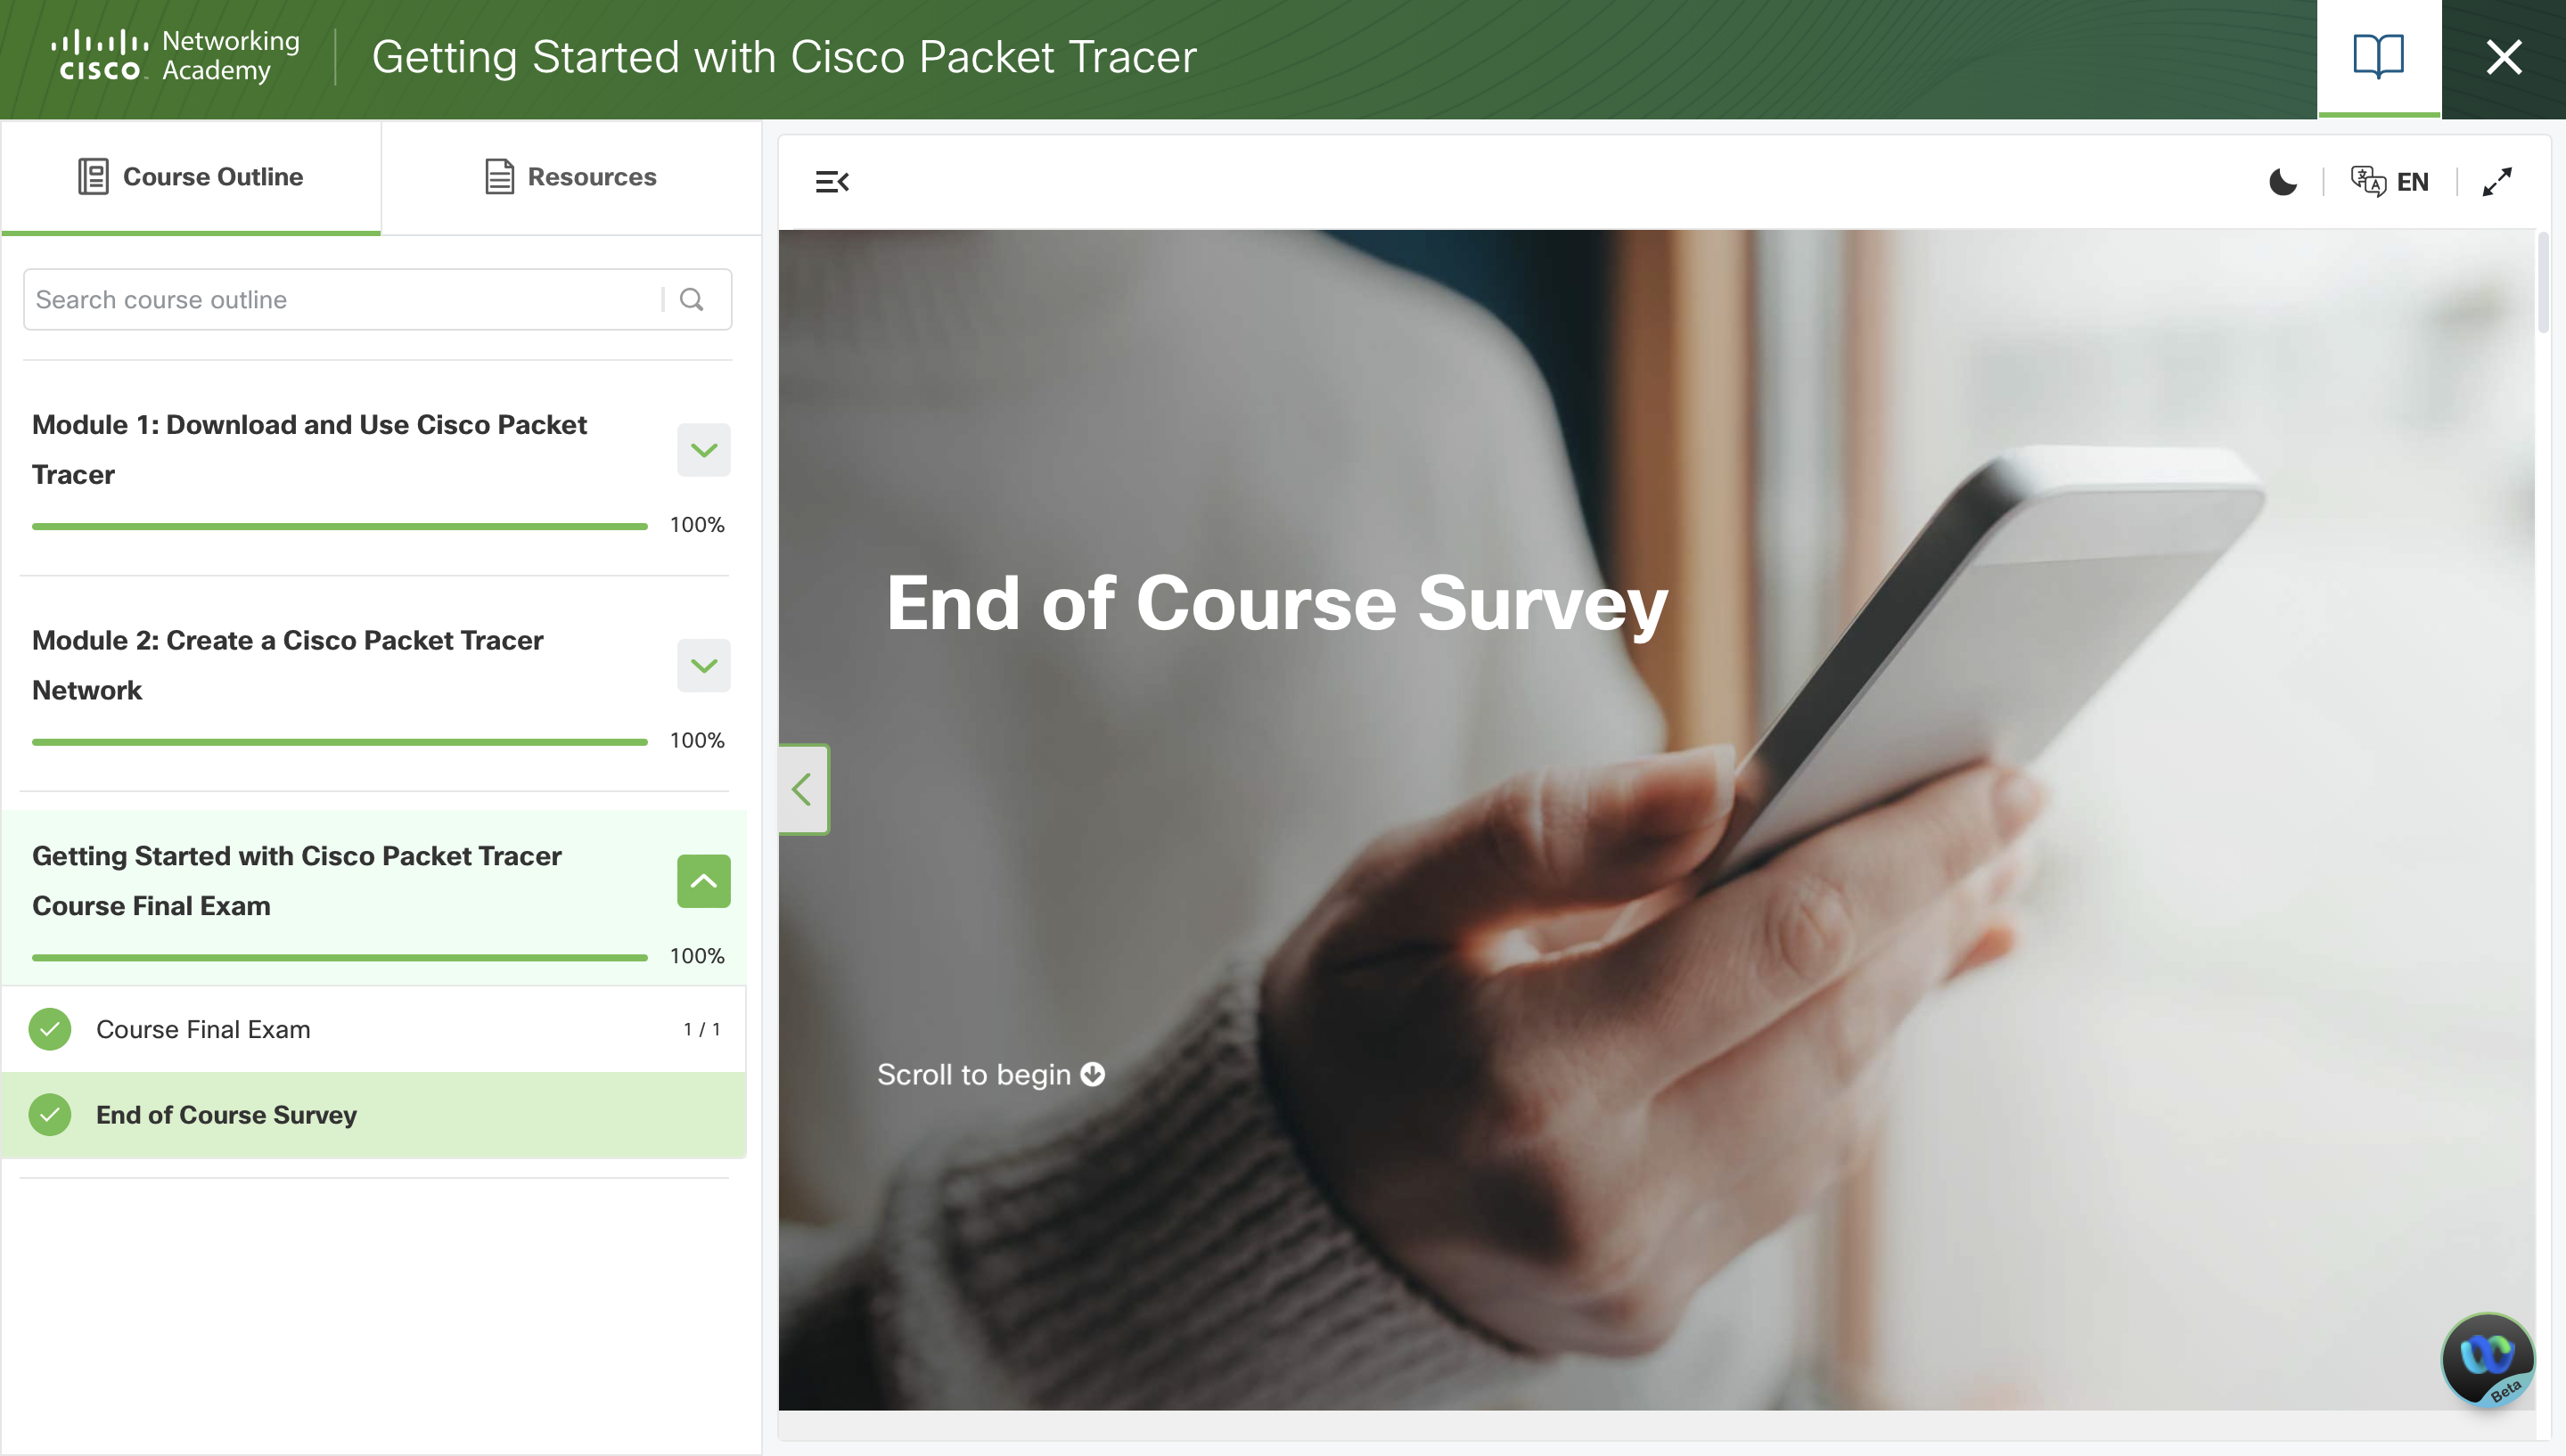 CISCO
Networking
Academy
Getting Started with Cisco Packet Tracer
Course Outline
Resources
EN
Search course outline
Module 1: Download and Use Cisco Packet
Tracer
100%
Module 2: Create a Cisco Packet Tracer
Network
100%
Getting Started with Cisco Packet Tracer
Course Final Exam
100%
Course Final Exam
1 / 1
End of Course Survey
End of Course Survey
Scroll to begin
Beta